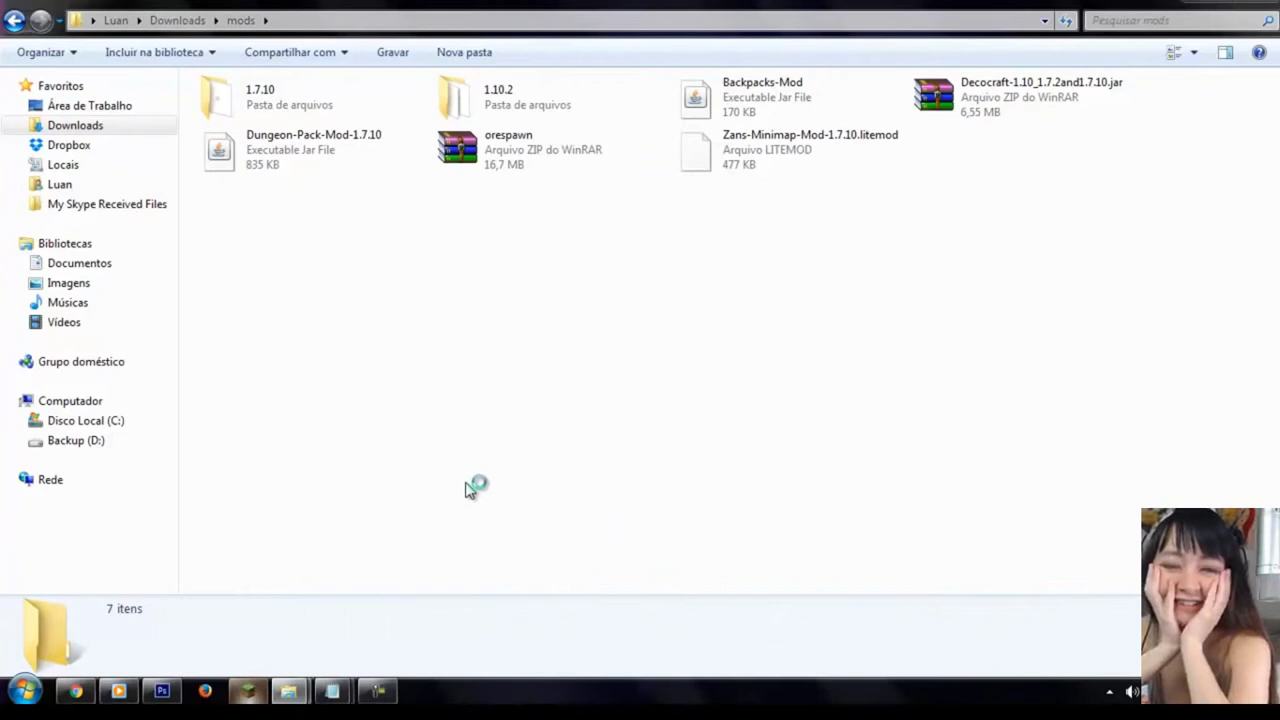 Luan Downloads mods
Pesquisar mods
Organizar Incluir na biblioteca Compartilhar com Gravar Nova pasta
Favoritos
Área de Trabalho
Downloads
Dropbox
Locais
Luan
My Skype Received Files
Bibliotecas
Documentos
Imagens
Músicas
Vídeos
Grupo doméstico
Computador
Disco Local (C:)
Backup (D:)
Rede
1.7.10
Pasta de arquivos
1.10.2
Pasta de arquivos
Backpacks-Mod
Executable Jar File
170 KB
Decocraft-1.10_1.7.2and1.7.10.jar
Arquivo ZIP do WinRAR
6,55 MB
Dungeon-Pack-Mod-1.7.10
Executable Jar File
835 KB
orespawn
Arquivo ZIP do WinRAR
16,7 MB
Zans-Minimap-Mod-1.7.10.litemod
Arquivo LITEMOD
477 KB
7 itens
Ps